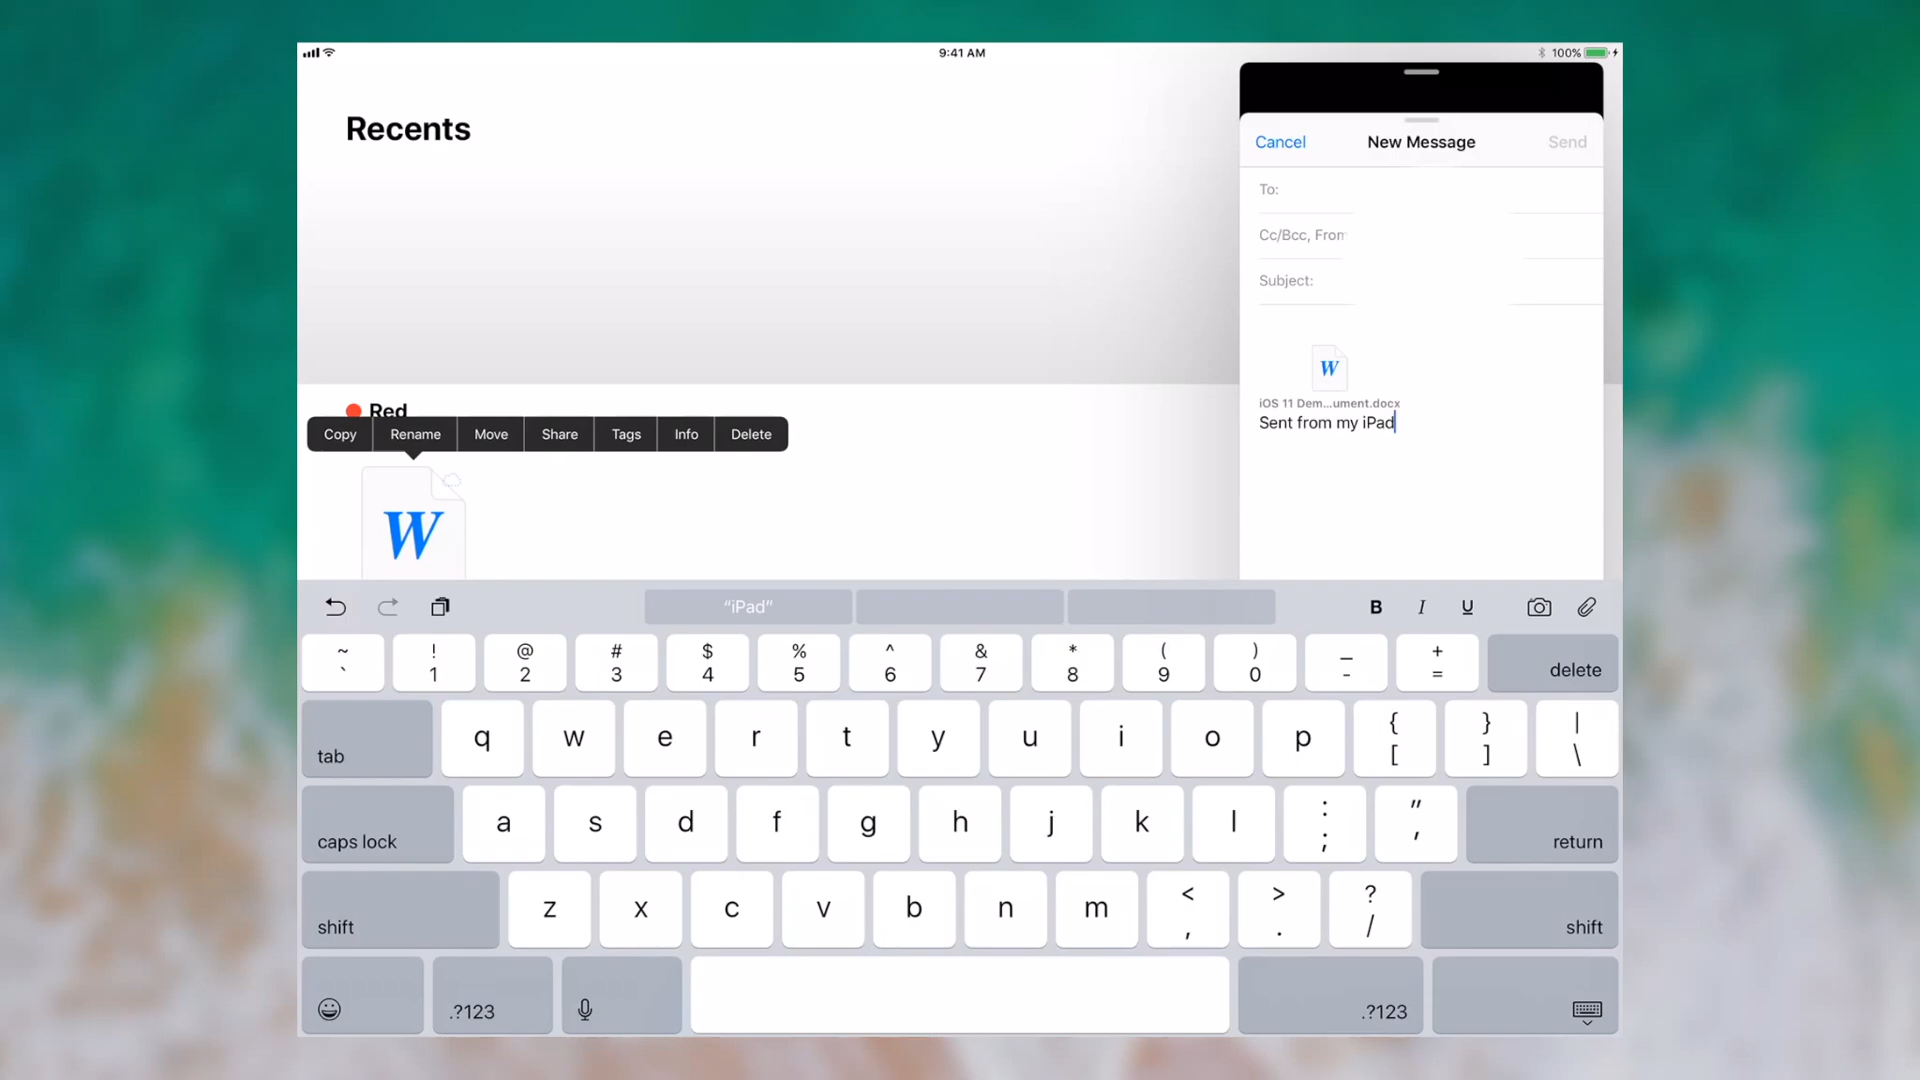 9:41 AM
100%
Recents
Cancel
New Message
Send
To:
Cc/Bcc, From
Subject:
W
iOS 11 Dem...ument.docx
Sent from my iPad
Red
Copy Rename Move Share Tags Info Delete
W
“iPad”
B I U
~ ! @ # $ % ^ & * ( ) _ +
` 1 2 3 4 5 6 7 8 9 0 - = delete
tab q w e r t y u i o p { [ } ] | \
caps lock a s d f g h j k l : ; " ' return
shift z x c v b n m < , > . ? / shift
.?123 .?123